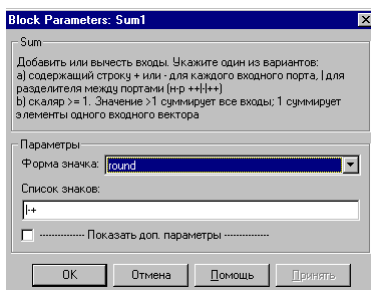 Block Parameters: Sum1
Sum
Добавить или вычесть входы. Укажите один из вариантов:
a) содержащий строку + или - для каждого входного порта, | для
разделителя между портами (н-р ++|-|++)
b) скаляр >= 1. Значение >1 суммирует все входы; 1 суммирует
элементы одного входного вектора
Параметры
Форма значка: round
Список знаков:
|-+
-------------- Показать доп. параметры --------------
OK Отмена Помощь Принять